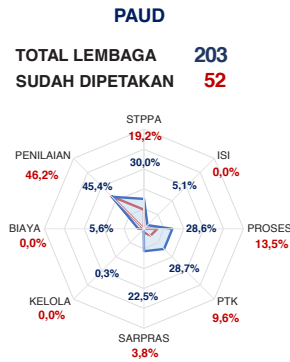 PAUD
TOTAL LEMBAGA 203
SUDAH DIPETAKAN 52
STPPA
19,2%
30,0%
PENILAIAN
46,2%
45,4%
ISI
0,0%
5,1%
BIAYA
0,0%
5,6%
28,6%
PROSES
13,5%
0,3%
28,7%
KELOLA
0,0%
22,5%
PTK
9,6%
SARPRAS
3,8%